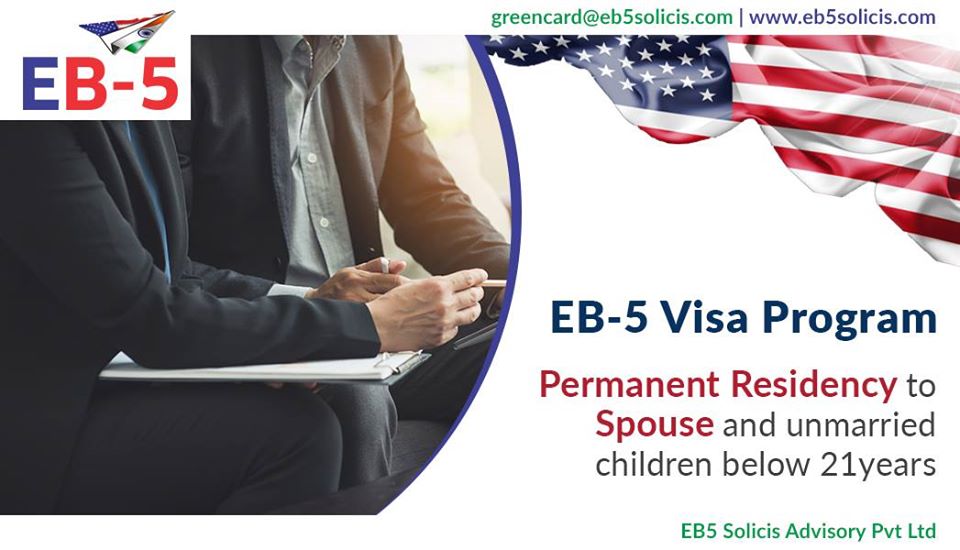 greencard@eb5solicis.com | www.eb5solicis.com
EB-5
EB-5 Visa Program
Permanent Residency to
Spouse and unmarried
children below 21years
EB5 Solicis Advisory Pvt Ltd